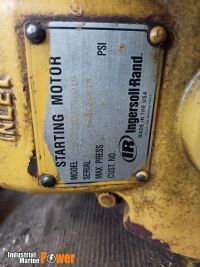 INLET
STARTING MOTOR
MODEL
SERIAL
MAX. PRESS
PSI
CUST. NO.
IR Ingersoll-Rand®
MADE IN THE U.S.A.
Industrial
Marine Power